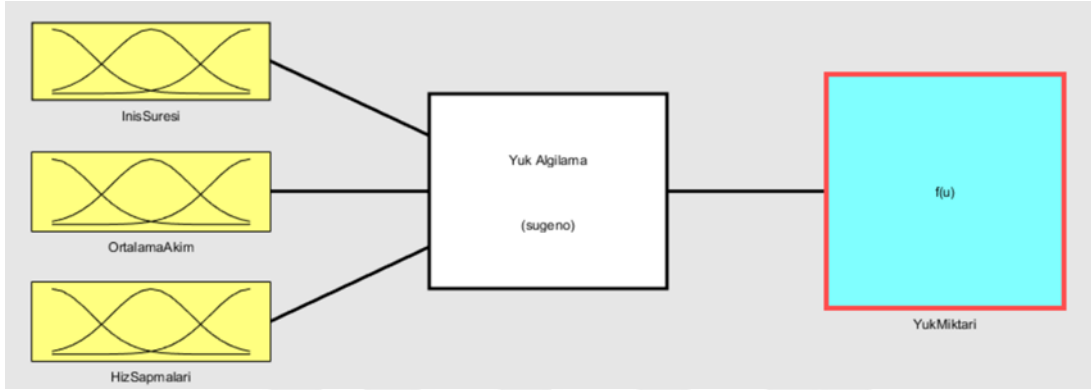 InisSuresi
OrtalamaAkim
HizSapmalari
Yuk Algilama
(sugeno)
f(u)
YukMiktari